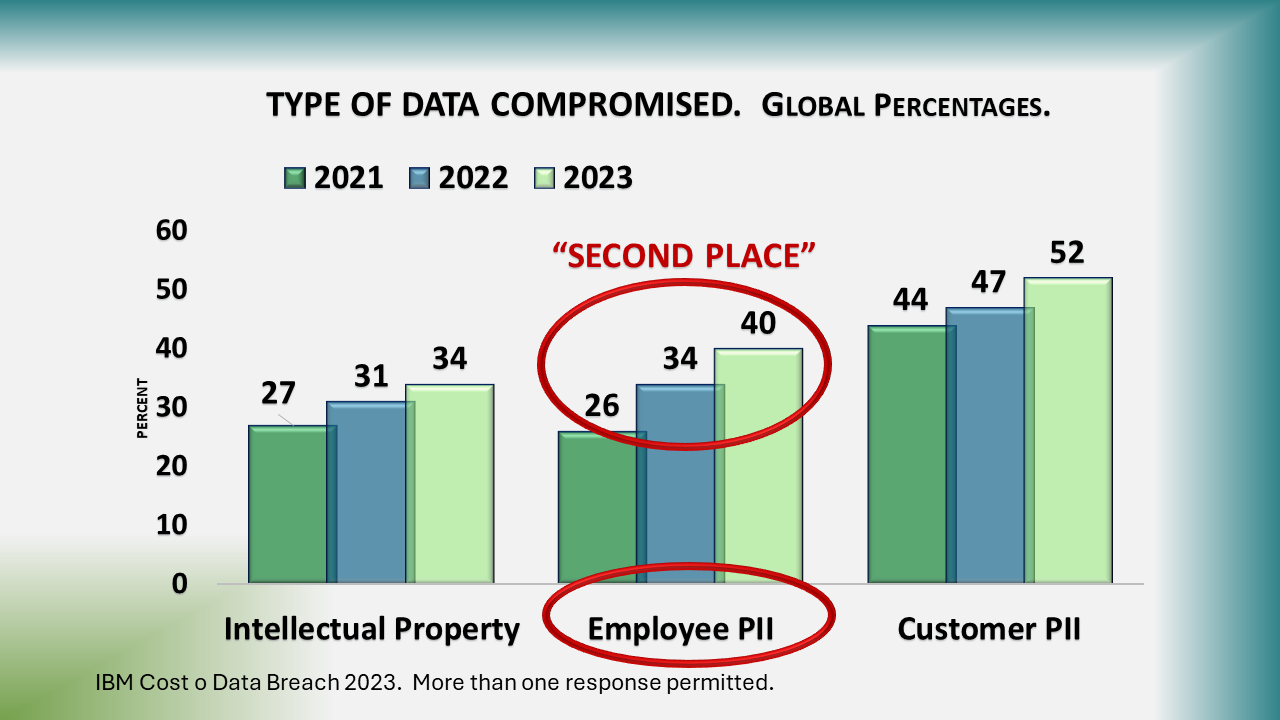 TYPE OF DATA COMPROMISED. GLOBAL PERCENTAGES.
2021 2022 2023
60
50
40
30
20
10
0
PERCENT
27 31 34
“SECOND PLACE”
26 34 40
44 47 52
Intellectual Property Employee PII Customer PII
IBM Cost o Data Breach 2023. More than one response permitted.